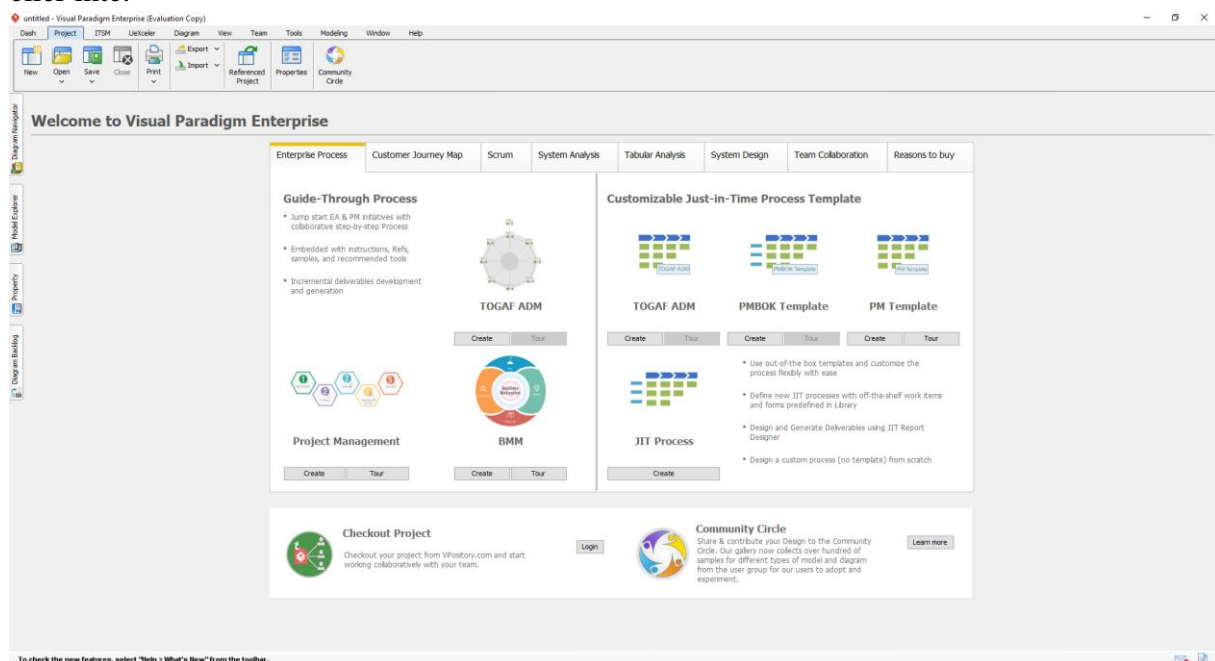 untitled - Visual Paradigm Enterprise (Evaluation Copy)
Dash Project ITSM UeXceler Diagram View Team Tools Modeling Window Help
New Open Save Close Print Export Import Referenced Project Properties Community Circle
Diagram Navigator
Model Explorer
Property
Diagram Backlog
Welcome to Visual Paradigm Enterprise
Enterprise Process Customer Journey Map Scrum System Analysis Tabular Analysis System Design Team Collaboration Reasons to buy
Guide-Through Process
• Jump start EA & PM initiatives with
collaborative step-by-step Process
• Embedded with instructions, Refs,
samples, and recommended tools
• Incremental deliverables development
and generation
TOGAF ADM
Create Tour
Project Management
Create Tour
BMM
Create Tour
Customizable Just-in-Time Process Template
TOGAF ADM
TOGAF ADM
Create Tour
PMBOK Template
PMBOK Template
Create Tour
PM Template
PM Template
Create Tour
JIT Process
Create
• Use out-of-the box templates and customize the
process flexibly with ease
• Define new JIT processes with off-the-shelf work items
and forms predefined in Library
• Design and Generate Deliverables using JIT Report
Designer
• Design a custom process (no template) from scratch
Checkout Project
Checkout your project from VPository.com and start
working collaboratively with your team.
Login
Community Circle
Share & contribute your Design to the Community
Circle. Our gallery now collects over hundred of
samples for different types of model and diagram
from the user group for our users to adopt and
experiment.
Learn more
To check the new features, select "Help > What's New" from the toolbar.